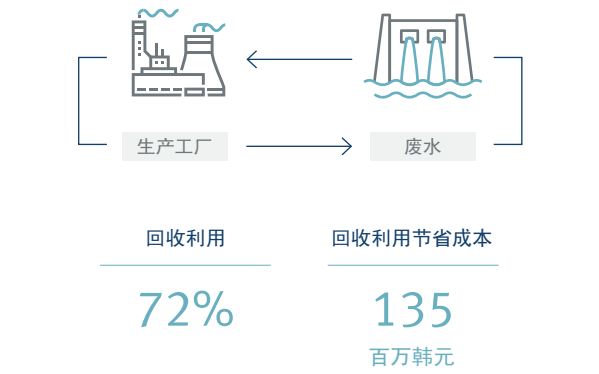 生产工厂
废水
回收利用
回收利用节省成本
72%
135
百万韩元